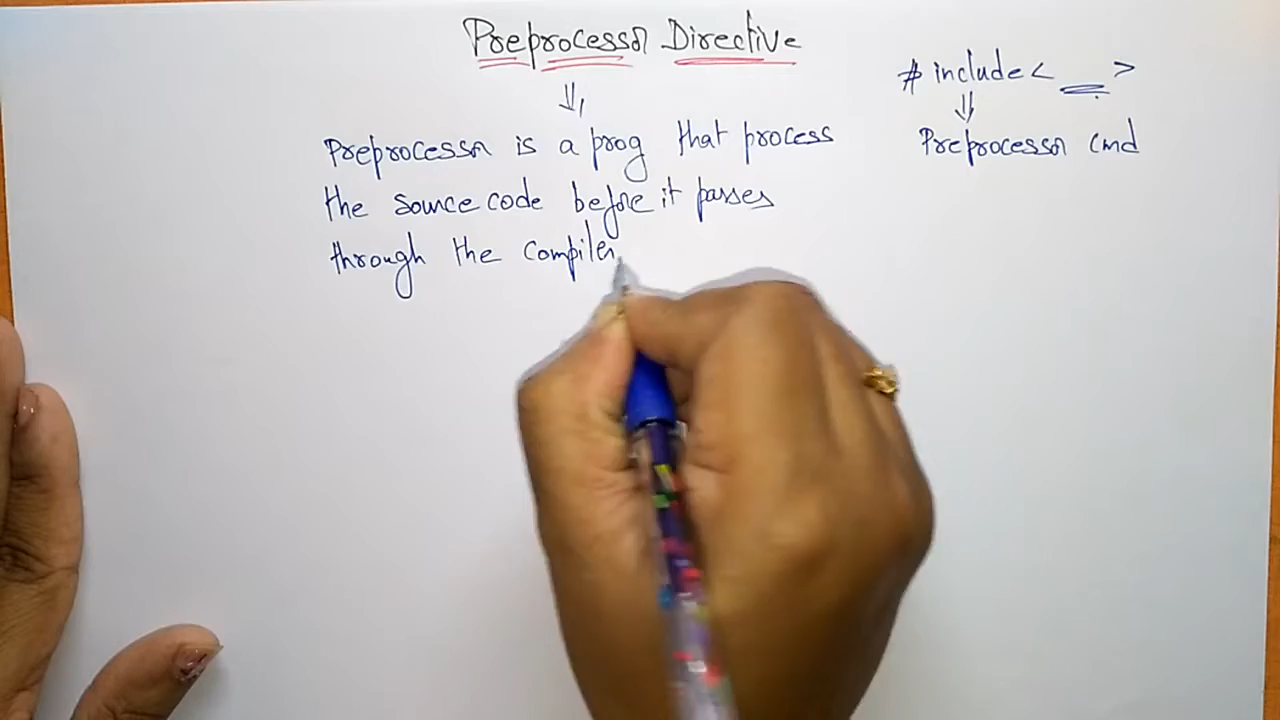 Preprocessor Directive
# include < __ >
Preprocessor cmd
Preprocessor is a prog that process
the source code before it passes
through the compiler